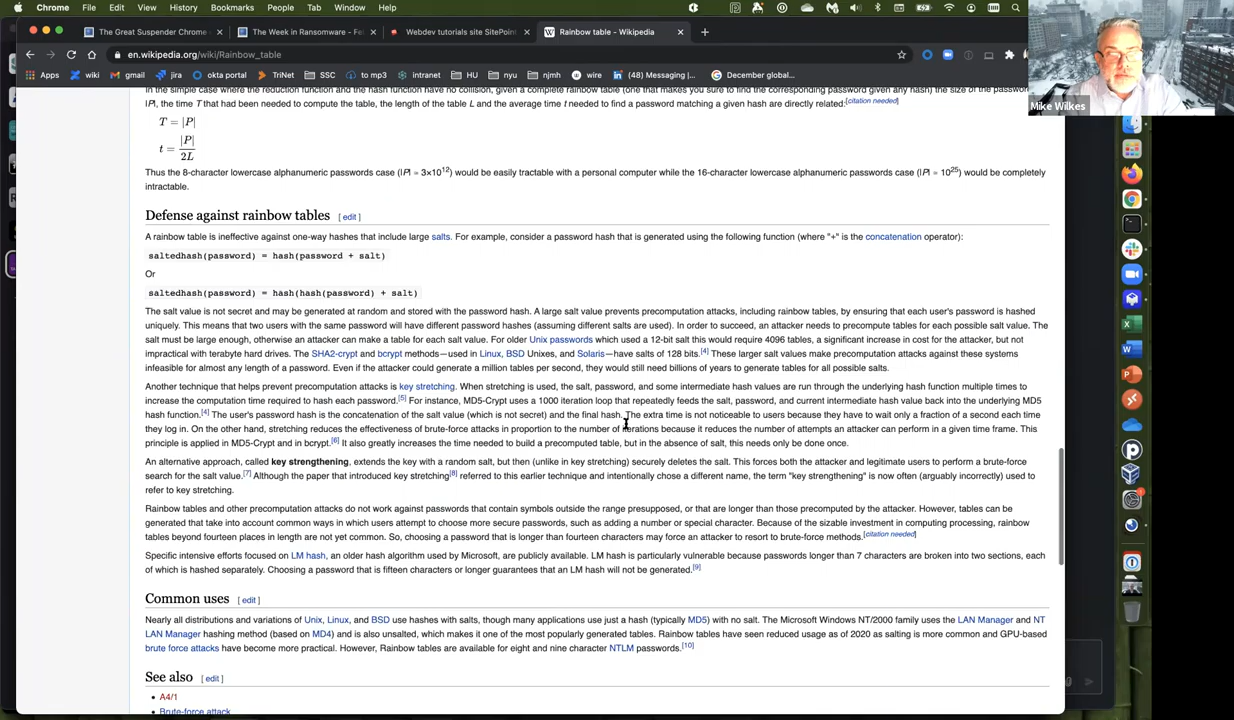 Chrome File Edit View History Bookmarks People Tab Window Help
The Great Suspender Chrome
The Week in Ransomware - Fe
Webdev tutorials site SitePoint
Rainbow table - Wikipedia
en.wikipedia.org/wiki/Rainbow_table
Apps wiki gmail jira okta portal TriNet SSC to mp3 intranet HU nyu njmh wire (48) Messaging |... December global...
Mike Wilkes
In the simple case where the reduction function and the hash function have no collision, given a complete rainbow table (one that makes you sure to find the corresponding password given any hash) the size of the password
|P|, the time T that had been needed to compute the table, the length of the table L and the average time t needed to find a password matching a given hash are directly related:[citation needed]
T = |P|
t = |P| / 2L
Thus the 8-character lowercase alphanumeric passwords case (|P| ≃ 3×10^12) would be easily tractable with a personal computer while the 16-character lowercase alphanumeric passwords case (|P| ≃ 10^25) would be completely
intractable.
Defense against rainbow tables [ edit ]
A rainbow table is ineffective against one-way hashes that include large salts. For example, consider a password hash that is generated using the following function (where "+" is the concatenation operator):
saltedhash(password) = hash(password + salt)
Or
saltedhash(password) = hash(hash(password) + salt)
The salt value is not secret and may be generated at random and stored with the password hash. A large salt value prevents precomputation attacks, including rainbow tables, by ensuring that each user's password is hashed
uniquely. This means that two users with the same password will have different password hashes (assuming different salts are used). In order to succeed, an attacker needs to precompute tables for each possible salt value. The
salt must be large enough, otherwise an attacker can make a table for each salt value. For older Unix passwords which used a 12-bit salt this would require 4096 tables, a significant increase in cost for the attacker, but not
impractical with terabyte hard drives. The SHA2-crypt and bcrypt methods—used in Linux, BSD Unixes, and Solaris—have salts of 128 bits.[4] These larger salt values make precomputation attacks against these systems
infeasible for almost any length of a password. Even if the attacker could generate a million tables per second, they would still need billions of years to generate tables for all possible salts.
Another technique that helps prevent precomputation attacks is key stretching. When stretching is used, the salt, password, and some intermediate hash values are run through the underlying hash function multiple times to
increase the computation time required to hash each password.[5] For instance, MD5-Crypt uses a 1000 iteration loop that repeatedly feeds the salt, password, and current intermediate hash value back into the underlying MD5
hash function.[4] The user's password hash is the concatenation of the salt value (which is not secret) and the final hash. The extra time is not noticeable to users because they have to wait only a fraction of a second each time
they log in. On the other hand, stretching reduces the effectiveness of brute-force attacks in proportion to the number of iterations because it reduces the number of attempts an attacker can perform in a given time frame. This
principle is applied in MD5-Crypt and in bcrypt.[6] It also greatly increases the time needed to build a precomputed table, but in the absence of salt, this needs only be done once.
An alternative approach, called key strengthening, extends the key with a random salt, but then (unlike in key stretching) securely deletes the salt. This forces both the attacker and legitimate users to perform a brute-force
search for the salt value.[7] Although the paper that introduced key stretching[8] referred to this earlier technique and intentionally chose a different name, the term "key strengthening" is now often (arguably incorrectly) used to
refer to key stretching.
Rainbow tables and other precomputation attacks do not work against passwords that contain symbols outside the range presupposed, or that are longer than those precomputed by the attacker. However, tables can be
generated that take into account common ways in which users attempt to choose more secure passwords, such as adding a number or special character. Because of the sizable investment in computing processing, rainbow
tables beyond fourteen places in length are not yet common. So, choosing a password that is longer than fourteen characters may force an attacker to resort to brute-force methods.[citation needed]
Specific intensive efforts focused on LM hash, an older hash algorithm used by Microsoft, are publicly available. LM hash is particularly vulnerable because passwords longer than 7 characters are broken into two sections, each
of which is hashed separately. Choosing a password that is fifteen characters or longer guarantees that an LM hash will not be generated.[9]
Common uses [ edit ]
Nearly all distributions and variations of Unix, Linux, and BSD use hashes with salts, though many applications use just a hash (typically MD5) with no salt. The Microsoft Windows NT/2000 family uses the LAN Manager and NT
LAN Manager hashing method (based on MD4) and is also unsalted, which makes it one of the most popularly generated tables. Rainbow tables have seen reduced usage as of 2020 as salting is more common and GPU-based
brute force attacks have become more practical. However, Rainbow tables are available for eight and nine character NTLM passwords.[10]
See also [ edit ]
• A4/1
• Brute-force attack